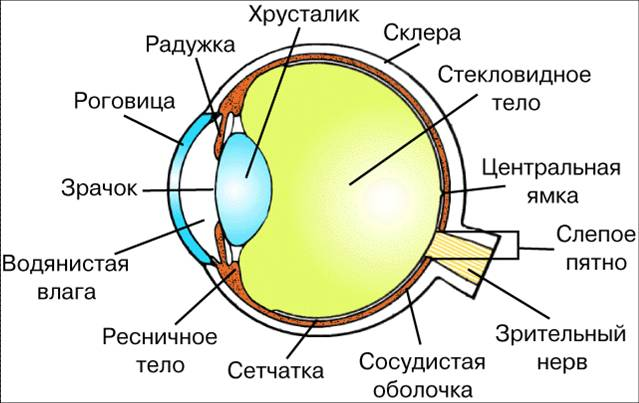 Хрусталик
Радужка
Склера
Роговица
Стекловидное
тело
Зрачок
Центральная
ямка
Водянистая
влага
Слепое
пятно
Ресничное
тело
Сетчатка
Сосудистая
оболочка
Зрительный
нерв